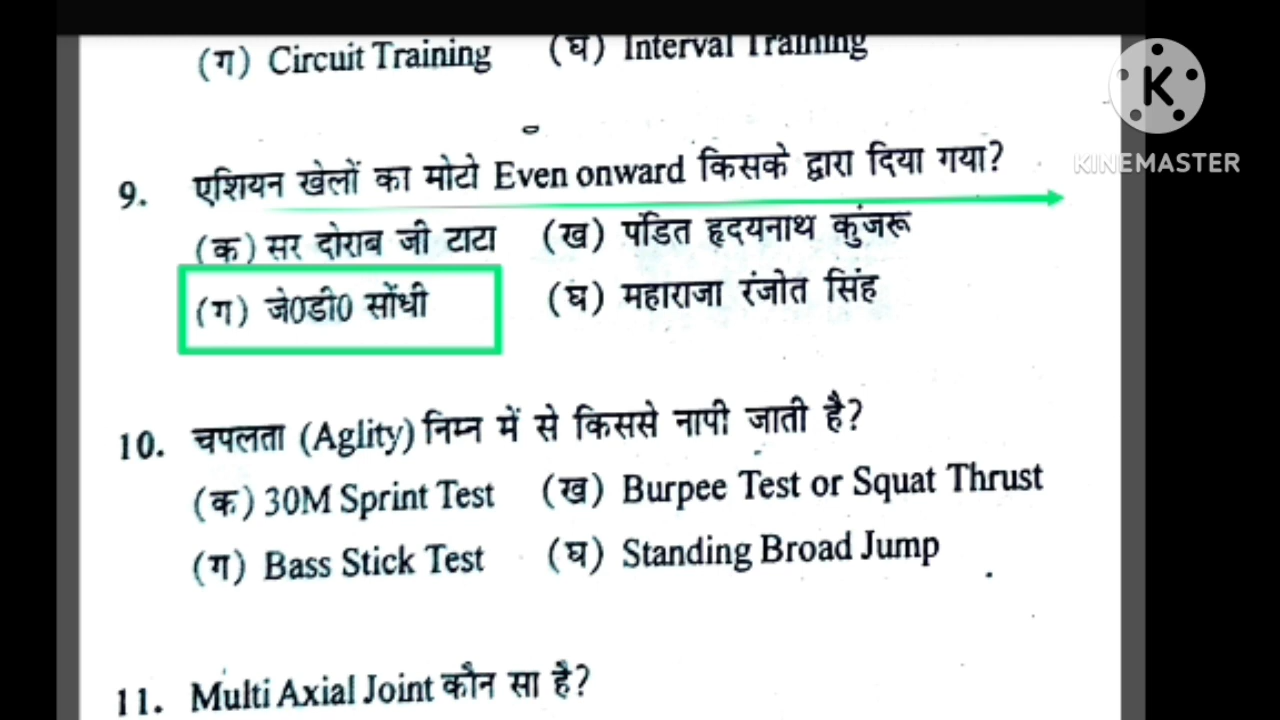 (ग) Circuit Training (घ) Interval Training
KINEMASTER
9. एशियन खेलों का मोटो Even onward किसके द्वारा दिया गया?
(क) सर दोराब जी टाटा (ख) पंडित हृदयनाथ कुंजरू
(ग) जे0डी0 सोंधी (घ) महाराजा रंजोत सिंह
10. चपलता (Aglity) निम्न में से किससे नापी जाती है?
(क) 30M Sprint Test (ख) Burpee Test or Squat Thrust
(ग) Bass Stick Test (घ) Standing Broad Jump
11. Multi Axial Joint कौन सा है?